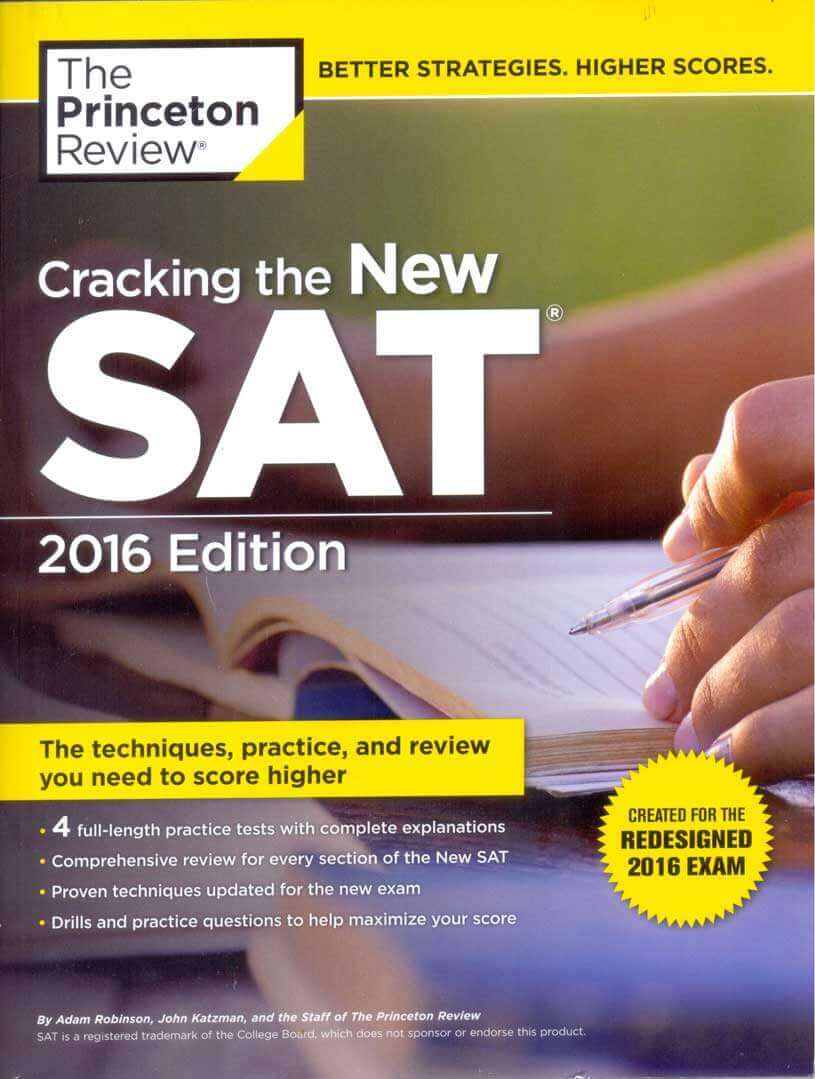 The
Princeton
Review®
BETTER STRATEGIES. HIGHER SCORES.
Cracking the New
SAT®
2016 Edition
The techniques, practice, and review
you need to score higher
• 4 full-length practice tests with complete explanations
• Comprehensive review for every section of the New SAT
• Proven techniques updated for the new exam
• Drills and practice questions to help maximize your score
CREATED FOR THE
REDESIGNED
2016 EXAM
By Adam Robinson, John Katzman, and the Staff of The Princeton Review
SAT is a registered trademark of the College Board, which does not sponsor or endorse this product.